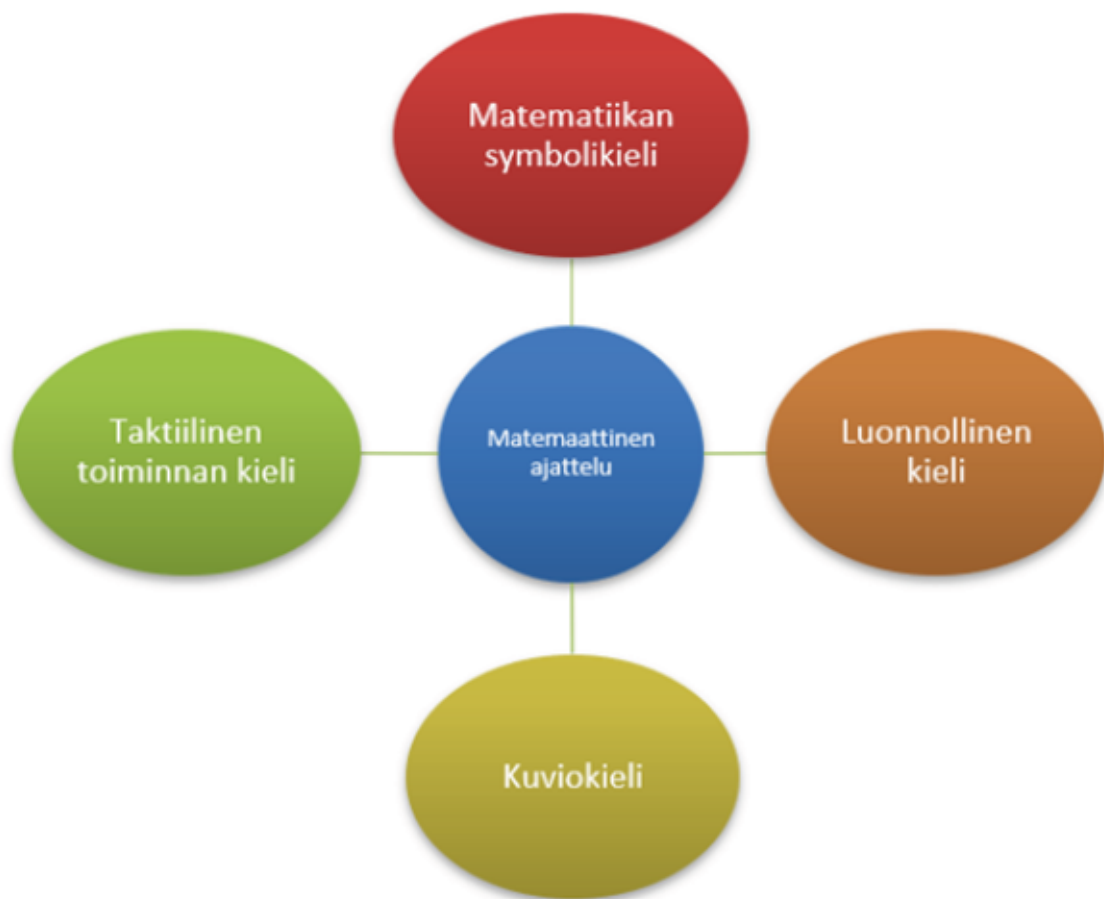 Matematiikan
symbolikieli
Taktiilinen
toiminnan kieli
Matemaattinen
ajattelu
Luonnollinen
kieli
Kuviokieli